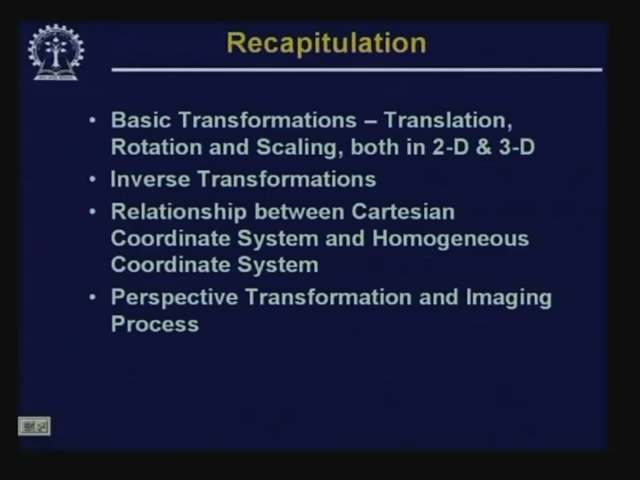 Recapitulation
• Basic Transformations – Translation,
Rotation and Scaling, both in 2-D & 3-D
• Inverse Transformations
• Relationship between Cartesian
Coordinate System and Homogeneous
Coordinate System
• Perspective Transformation and Imaging
Process